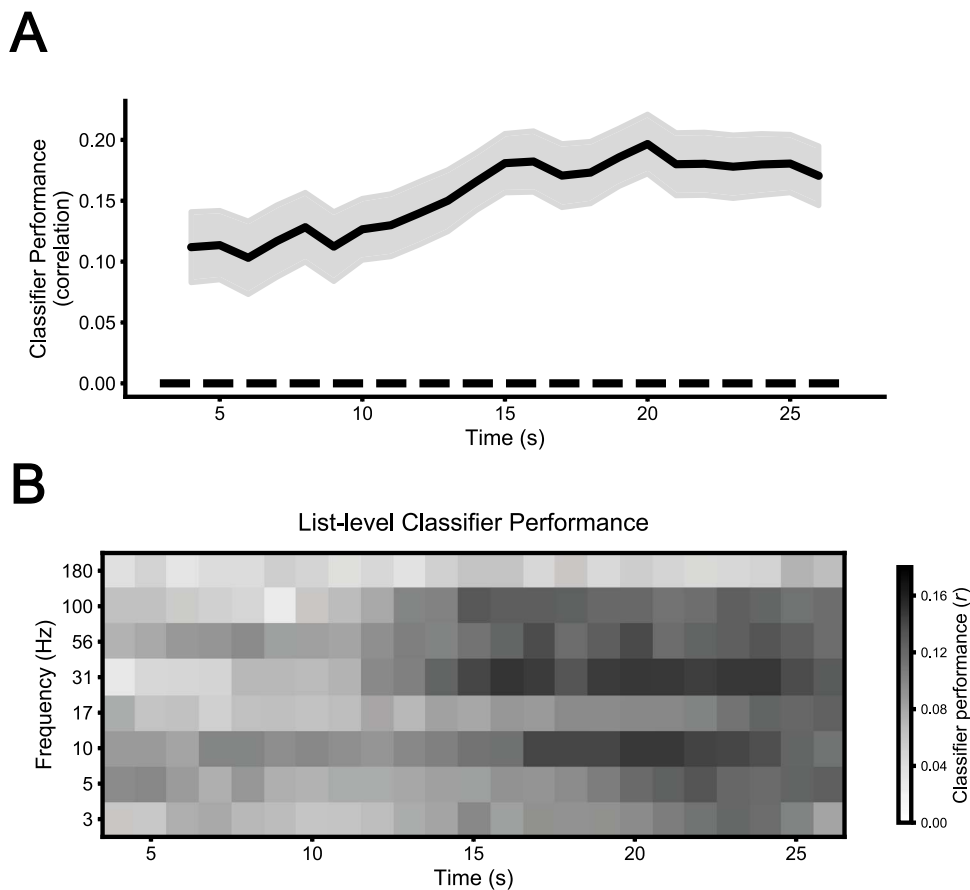 A
Classifier Performance
(correlation)
0.20
0.15
0.10
0.05
0.00
5 10 15 20 25
Time (s)
B
List-level Classifier Performance
Frequency (Hz)
180
100
56
31
17
10
5
3
5 10 15 20 25
Time (s)
0.16
0.12
0.08
0.04
0.00
Classifier performance (r)